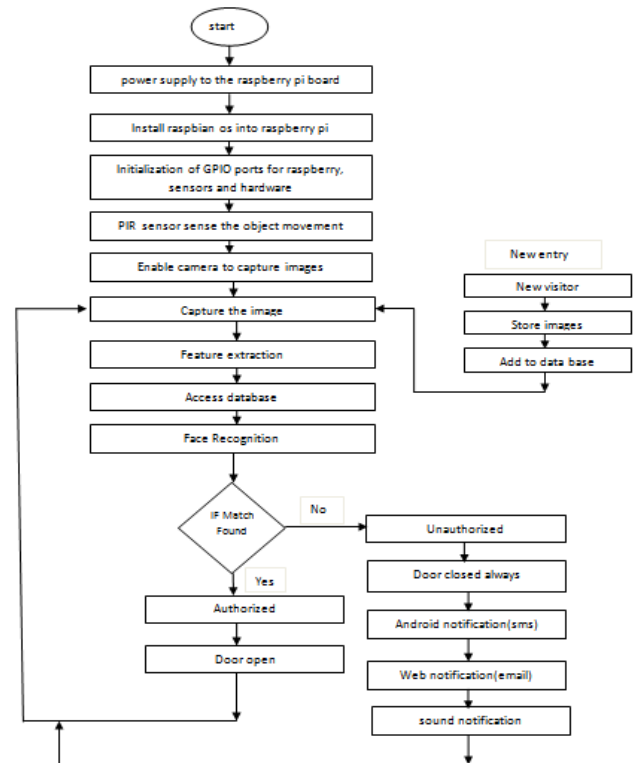 start
power supply to the raspberry pi board
Install raspbian os into raspberry pi
Initialization of GPIO ports for raspberry,
sensors and hardware
PIR sensor sense the object movement
Enable camera to capture images
Capture the image
Feature extraction
Access database
Face Recognition
New entry
New visitor
Store images
Add to data base
IF Match
Found
No
Yes
Authorized
Door open
Unauthorized
Door closed always
Android notification(sms)
Web notification(email)
sound notification